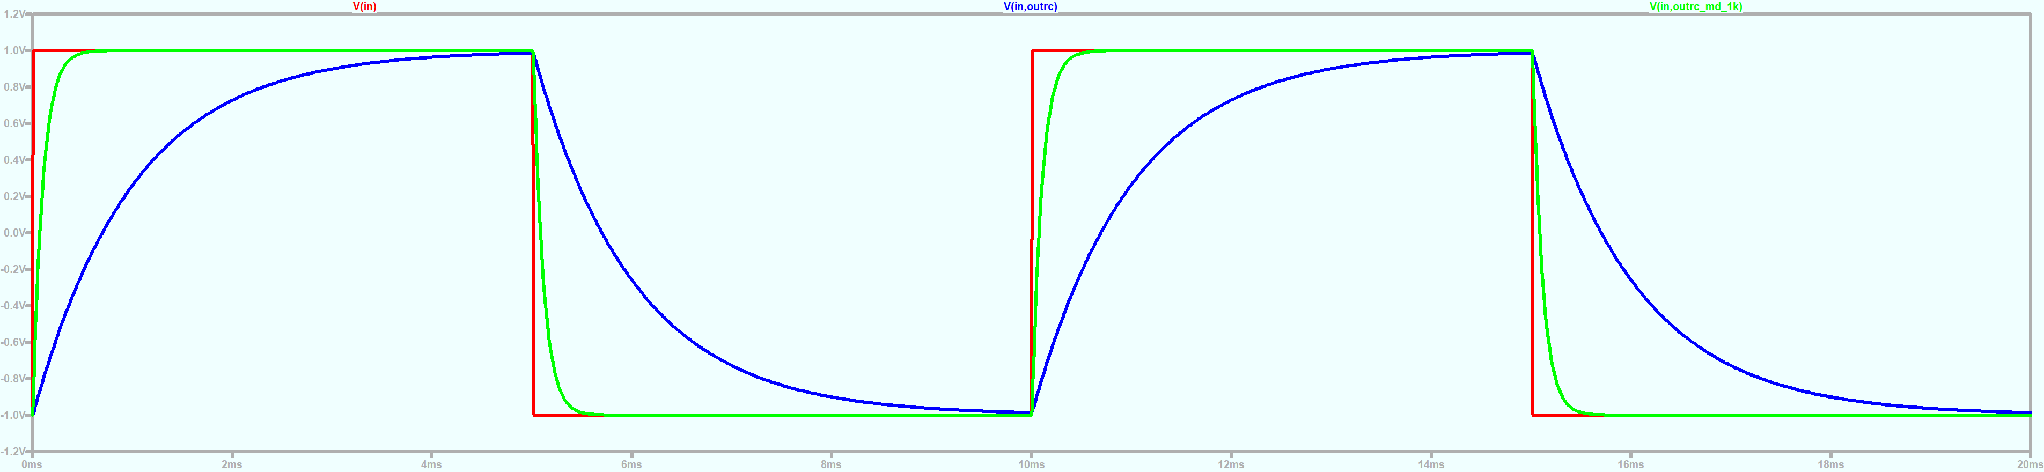 V(in) V(in,outrc) V(in,outrc_md_1k)
1.2V
1.0V
0.8V
0.6V
0.4V
0.2V
0.0V
-0.2V
-0.4V
-0.6V
-0.8V
-1.0V
-1.2V
0ms 2ms 4ms 6ms 8ms 10ms 12ms 14ms 16ms 18ms 20ms